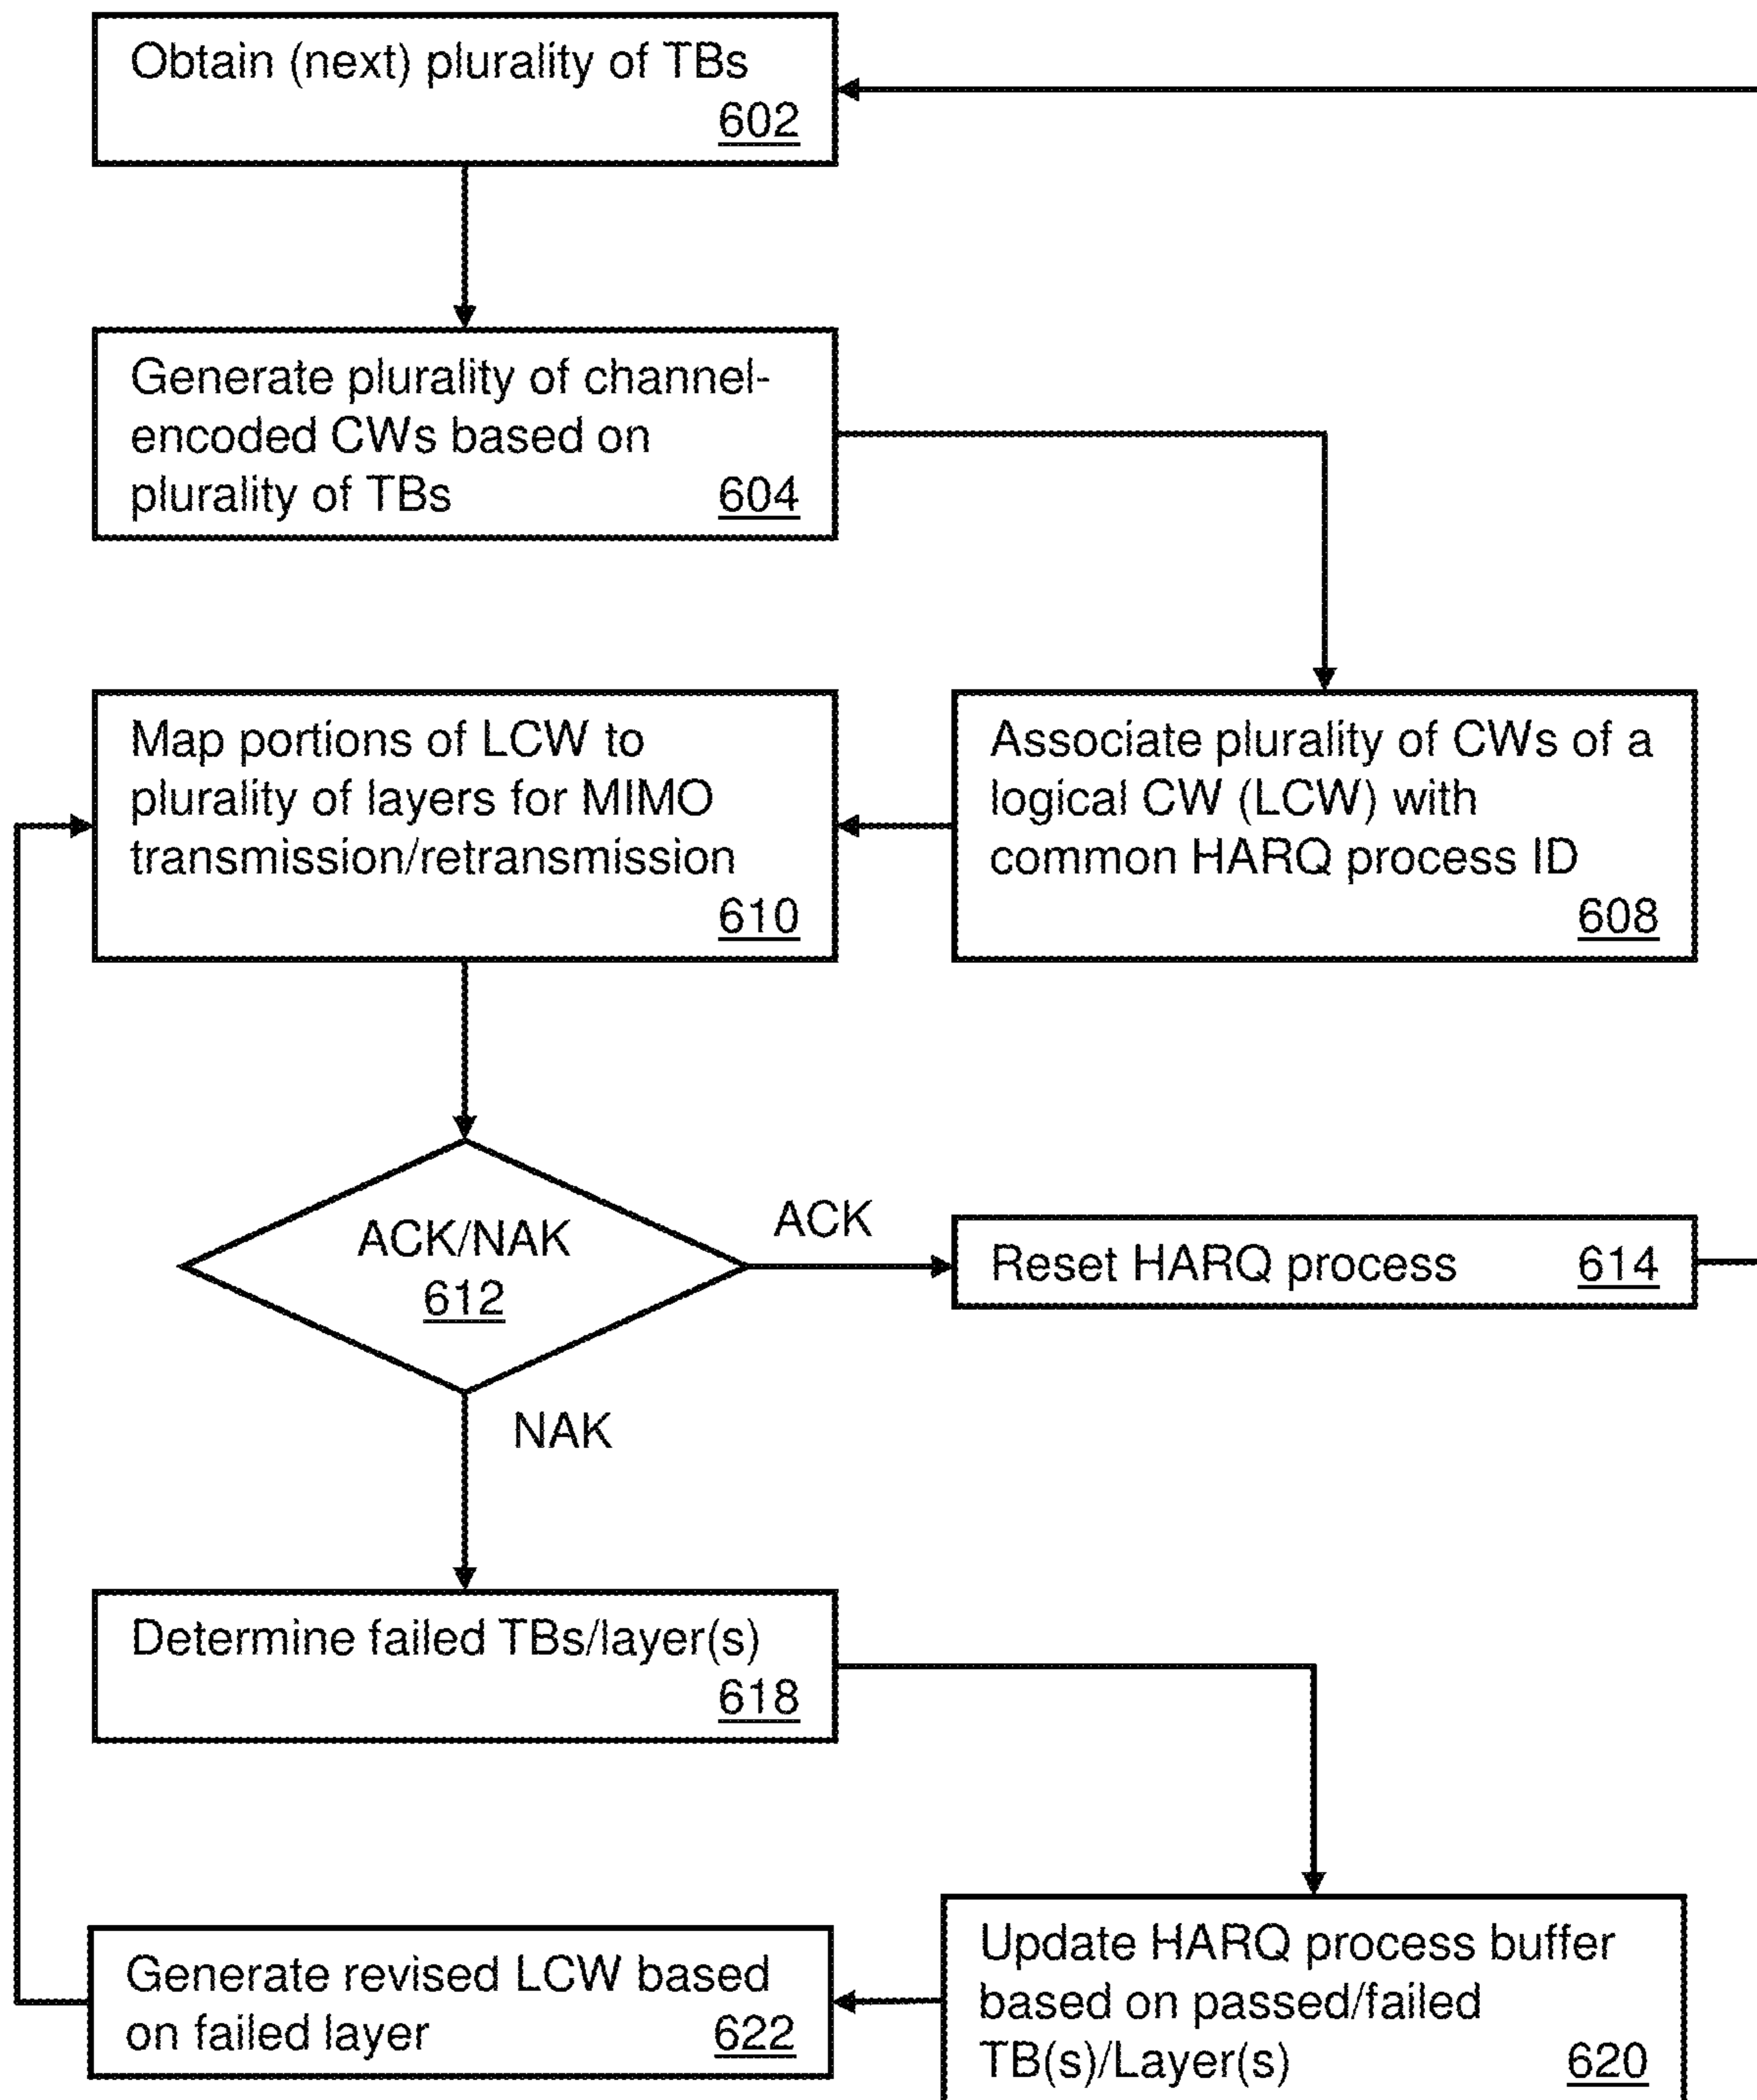 Obtain (next) plurality of TBs
602
Generate plurality of channel-
encoded CWs based on
plurality of TBs 604
Map portions of LCW to
plurality of layers for MIMO
transmission/retransmission
610
Associate plurality of CWs of a
logical CW (LCW) with
common HARQ process ID
608
ACK/NAK
612
ACK
Reset HARQ process 614
NAK
Determine failed TBs/layer(s)
618
Generate revised LCW based
on failed layer 622
Update HARQ process buffer
based on passed/failed
TB(s)/Layer(s) 620